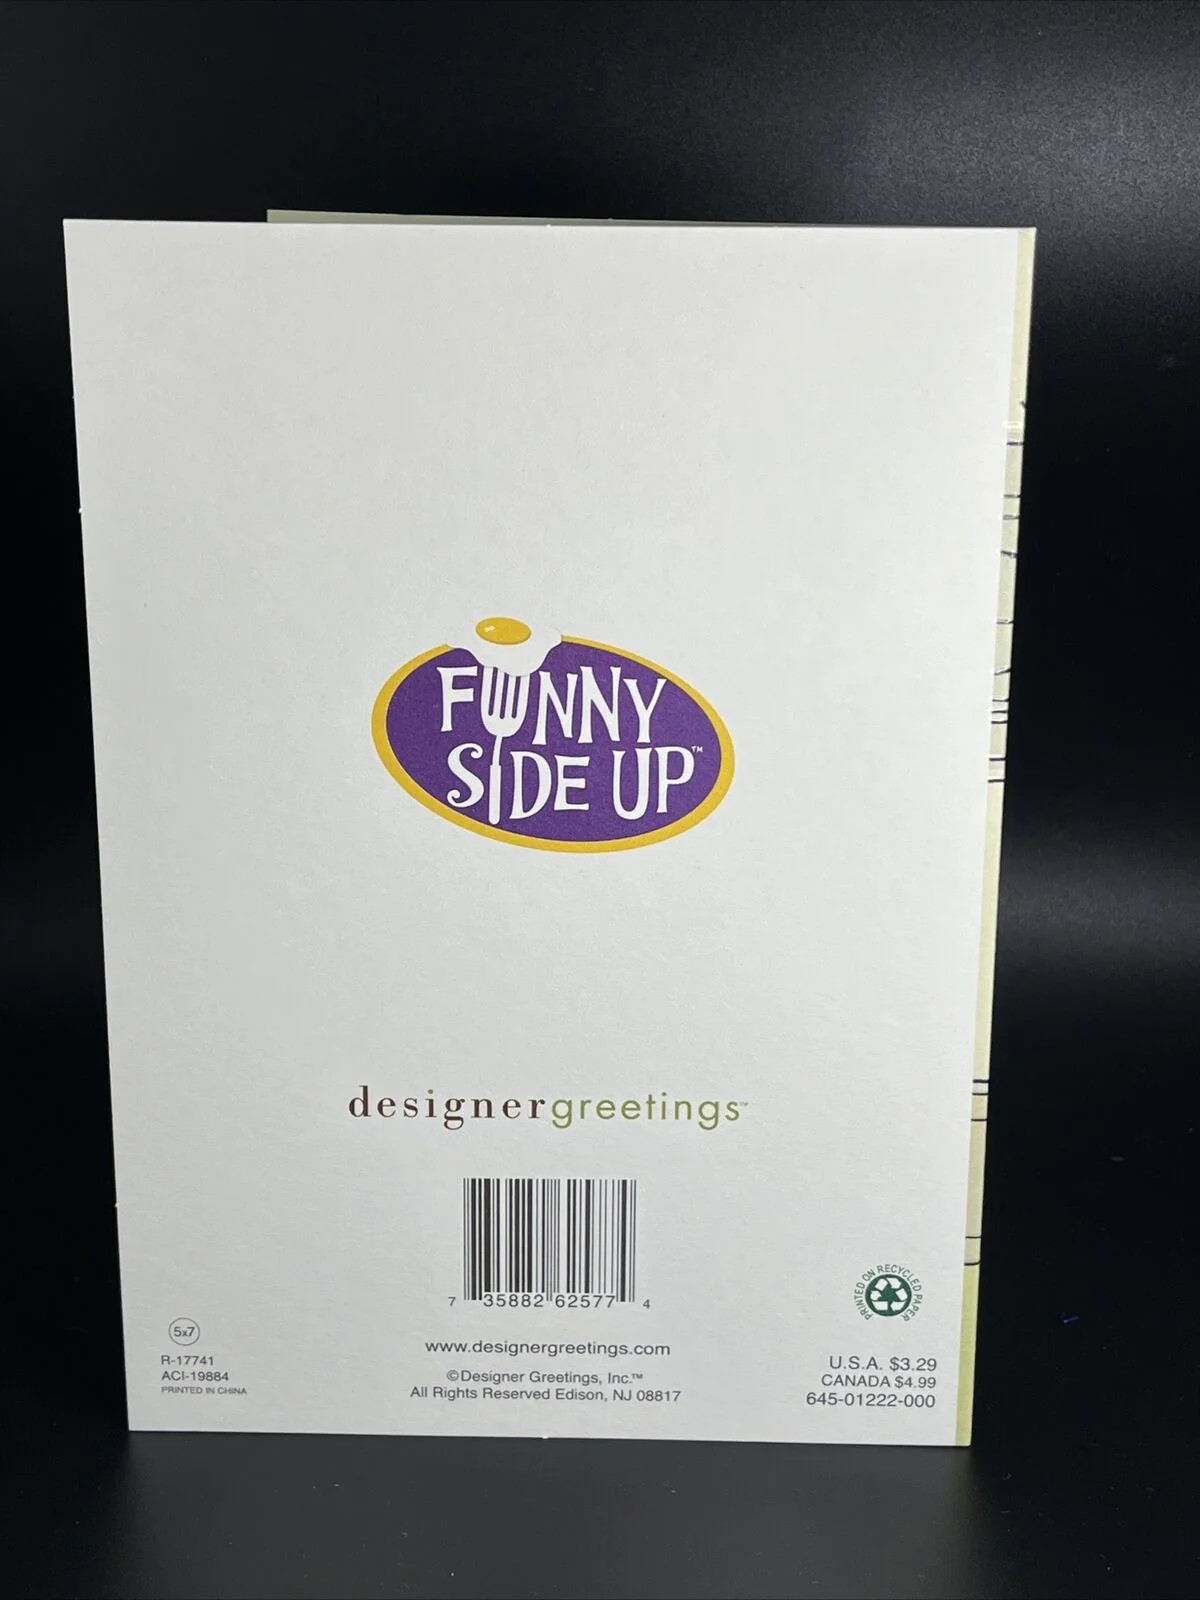 FUNNY
SIDE UP™
designergreetings™
7 35882 62577 4
PRINTED ON RECYCLED PAPER
5x7
R-17741
ACI-19884
PRINTED IN CHINA
www.designergreetings.com
©Designer Greetings, Inc.™
All Rights Reserved Edison, NJ 08817
U.S.A. $3.29
CANADA $4.99
645-01222-000